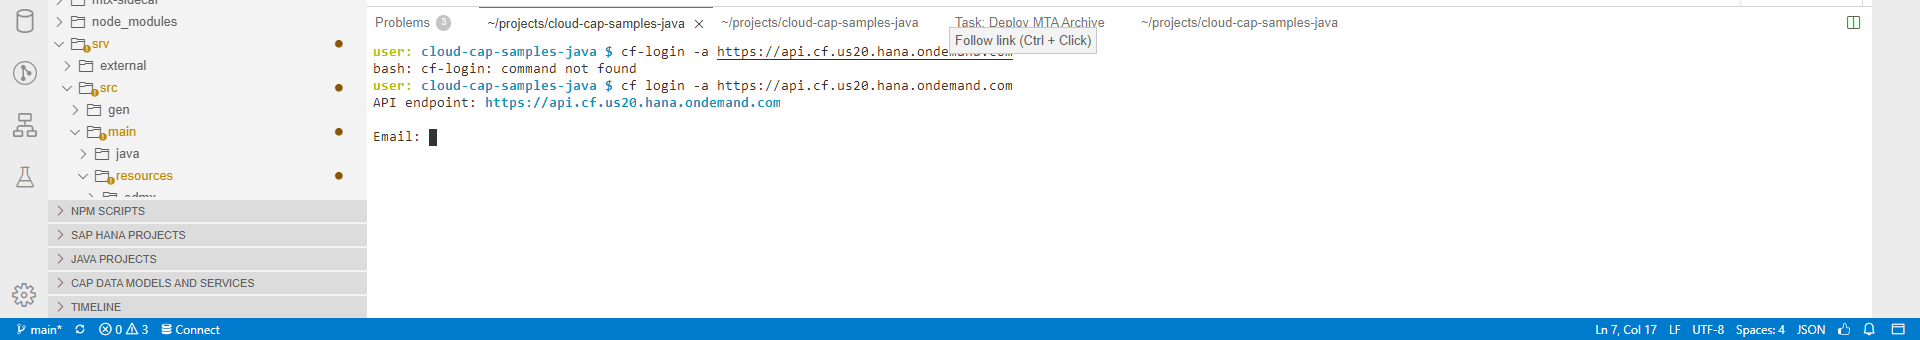 mtx-sidecar
node_modules
srv
external
src
gen
main
java
resources
edmx
NPM SCRIPTS
SAP HANA PROJECTS
JAVA PROJECTS
CAP DATA MODELS AND SERVICES
TIMELINE
Problems 3 ~/projects/cloud-cap-samples-java ~/projects/cloud-cap-samples-java Task: Deploy MTA Archive ~/projects/cloud-cap-samples-java
Follow link (Ctrl + Click)
user: cloud-cap-samples-java $ cf-login -a https://api.cf.us20.hana.ondemand.com
bash: cf-login: command not found
user: cloud-cap-samples-java $ cf login -a https://api.cf.us20.hana.ondemand.com
API endpoint: https://api.cf.us20.hana.ondemand.com
Email:
main* 0 3 Connect Ln 7, Col 17 LF UTF-8 Spaces: 4 JSON